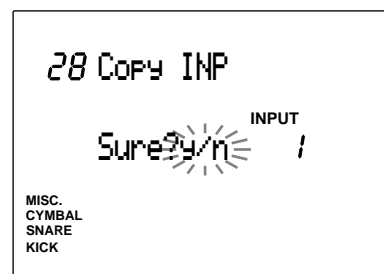 28 Copy INP
INPUT
Sure?y/n 1
MISC.
CYMBAL
SNARE
KICK